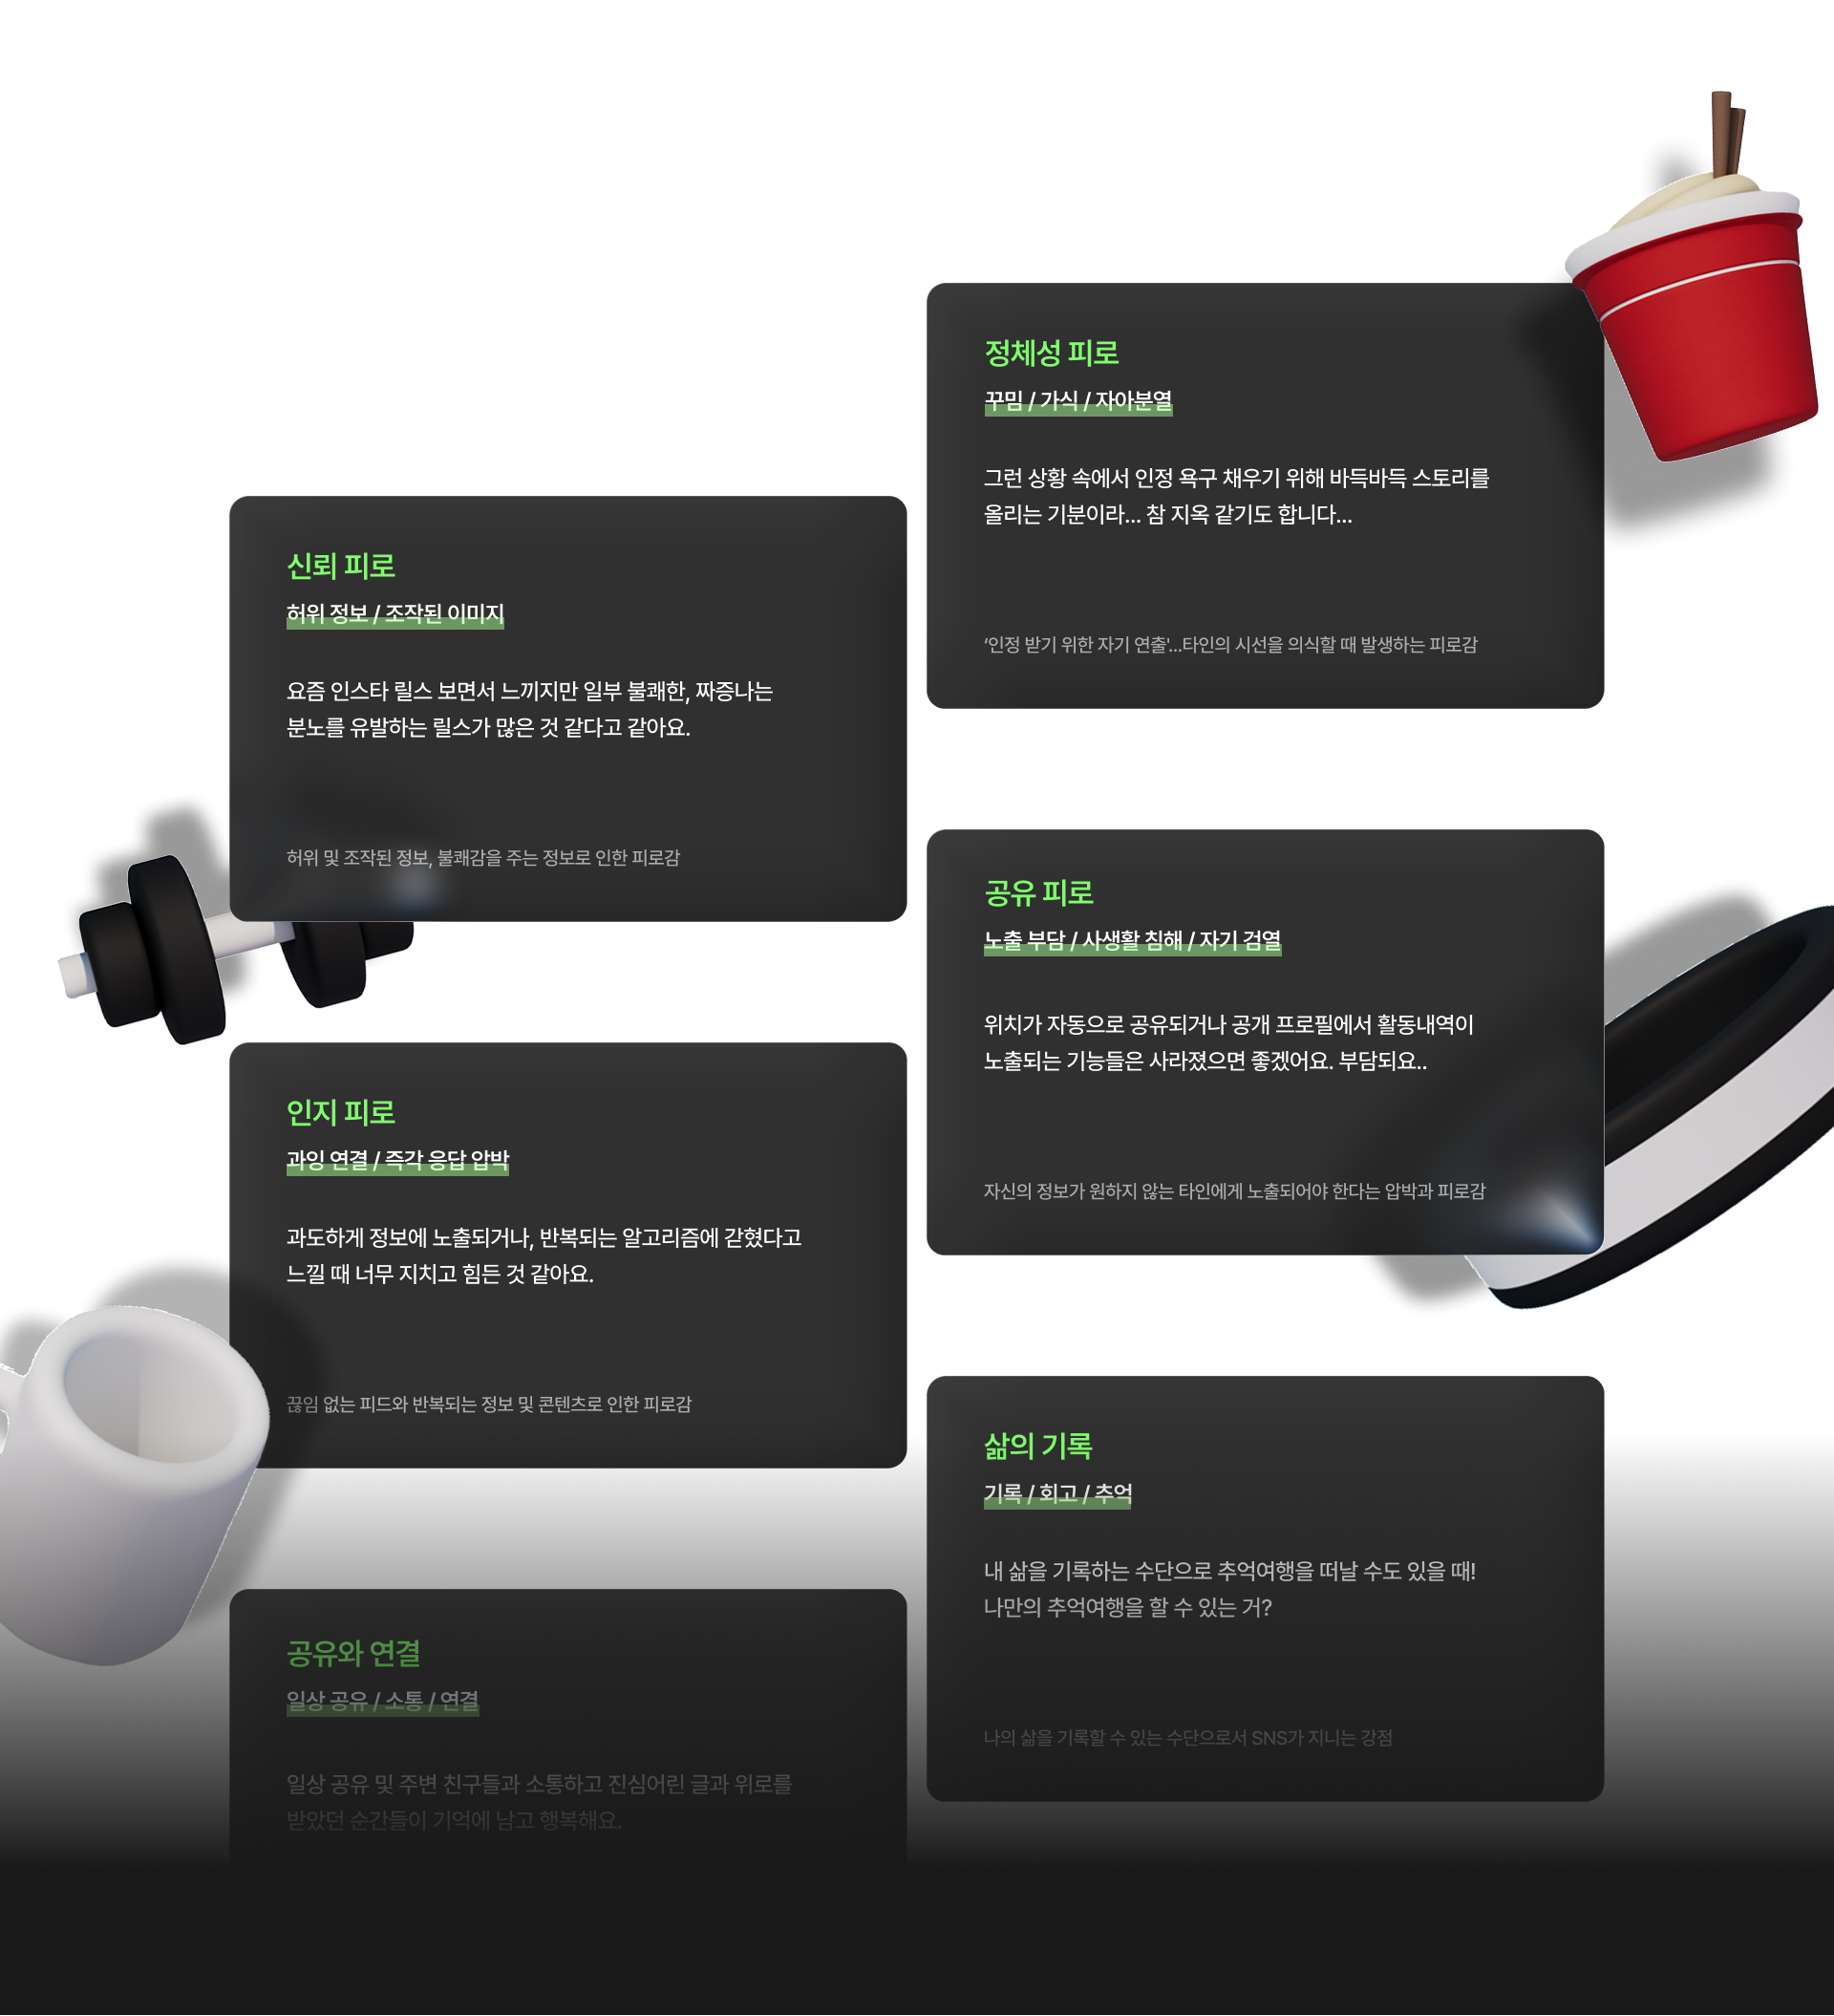 정체성 피로
꾸밈 / 가식 / 자아분열
그런 상황 속에서 인정 욕구 채우기 위해 바득바득 스토리를
올리는 기분이라... 참 지옥 같기도 합니다...
‘인정 받기 위한 자기 연출'...타인의 시선을 의식할 때 발생하는 피로감
신뢰 피로
허위 정보 / 조작된 이미지
요즘 인스타 릴스 보면서 느끼지만 일부 불쾌한, 짜증나는
분노를 유발하는 릴스가 많은 것 같다고 같아요.
허위 및 조작된 정보, 불쾌감을 주는 정보로 인한 피로감
공유 피로
노출 부담 / 사생활 침해 / 자기 검열
위치가 자동으로 공유되거나 공개 프로필에서 활동내역이
노출되는 기능들은 사라졌으면 좋겠어요. 부담되요..
자신의 정보가 원하지 않는 타인에게 노출되어야 한다는 압박과 피로감
인지 피로
과잉 연결 / 즉각 응답 압박
과도하게 정보에 노출되거나, 반복되는 알고리즘에 갇혔다고
느낄 때 너무 지치고 힘든 것 같아요.
끊임 없는 피드와 반복되는 정보 및 콘텐츠로 인한 피로감
삶의 기록
기록 / 회고 / 추억
내 삶을 기록하는 수단으로 추억여행을 떠날 수도 있을 때!
나만의 추억여행을 할 수 있는 거?
나의 삶을 기록할 수 있는 수단으로서 SNS가 지니는 강점
공유와 연결
일상 공유 / 소통 / 연결
일상 공유 및 주변 친구들과 소통하고 진심어린 글과 위로를
받았던 순간들이 기억에 남고 행복해요.